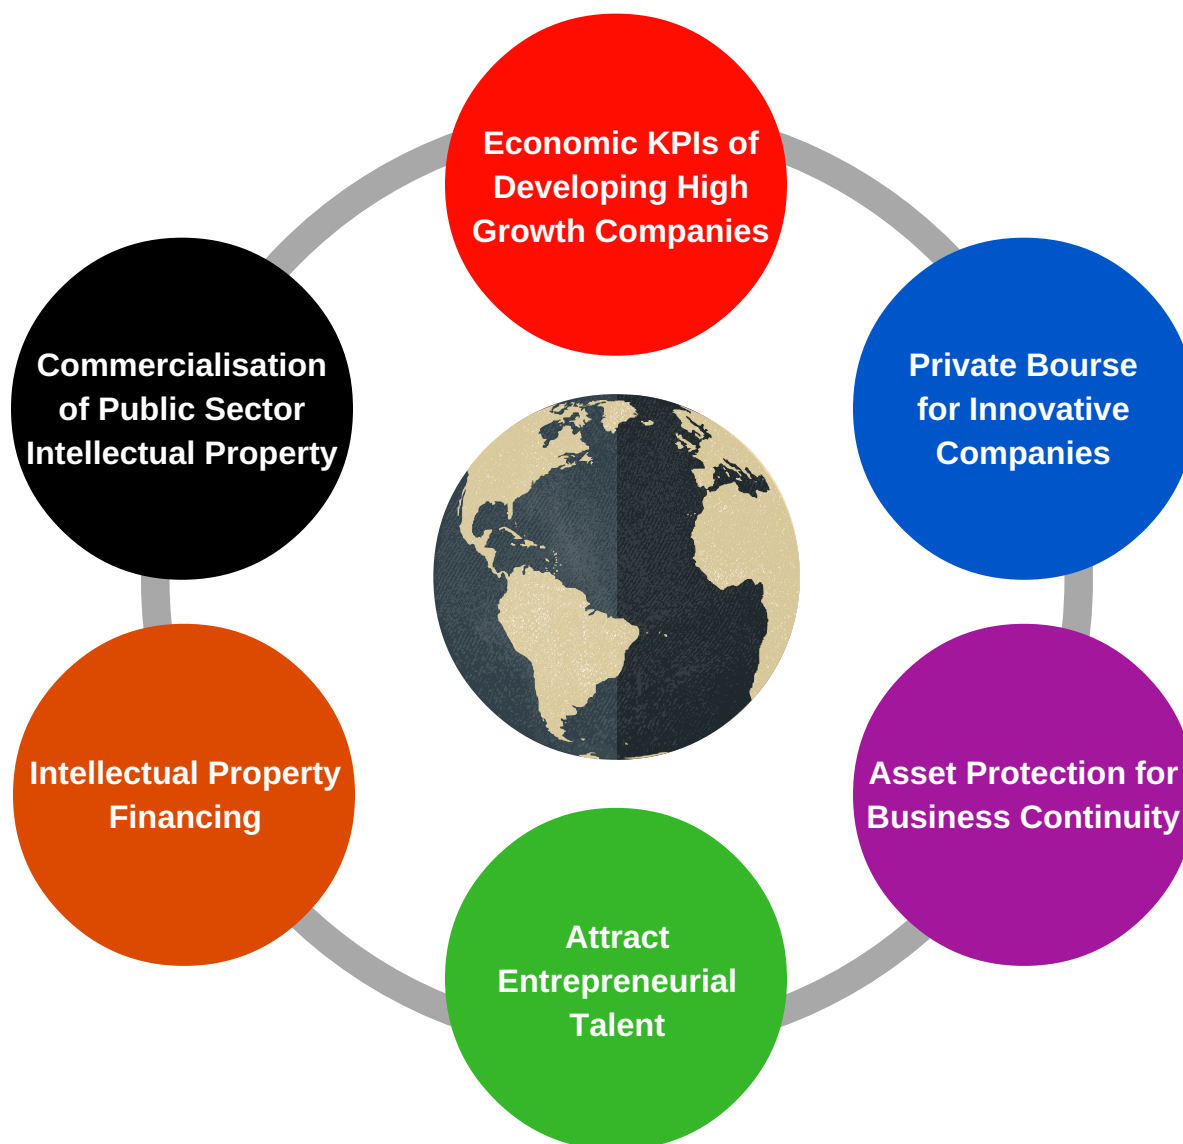 Economic KPIs of
Developing High
Growth Companies
Commercialisation
of Public Sector
Intellectual Property
Private Bourse
for Innovative
Companies
Intellectual Property
Financing
Asset Protection for
Business Continuity
Attract
Entrepreneurial
Talent